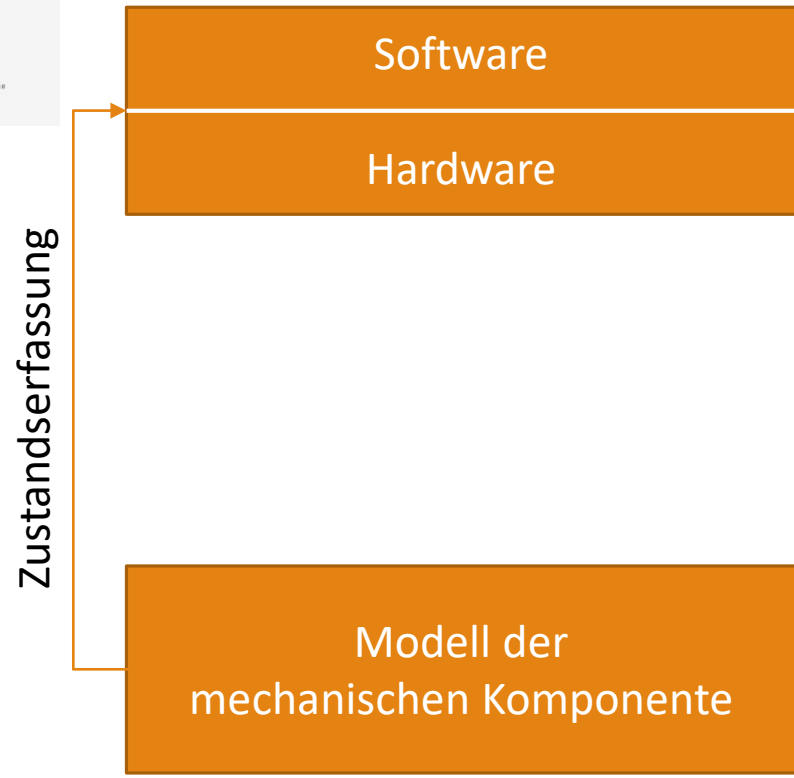 Software
Hardware
Zustandserfassung
Modell der
mechanischen Komponente